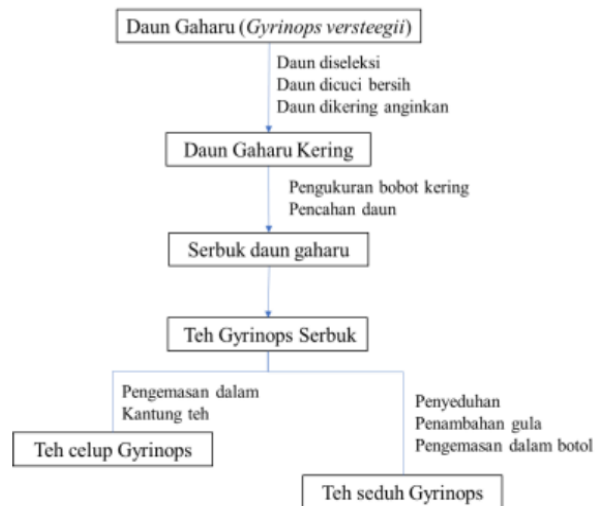 Daun Gaharu (Gyrinops versteegii)
Daun diseleksi
Daun dicuci bersih
Daun dikering anginkan
Daun Gaharu Kering
Pengukuran bobot kering
Pencahan daun
Serbuk daun gaharu
Teh Gyrinops Serbuk
Pengemasan dalam
Kantung teh
Teh celup Gyrinops
Penyeduhan
Penambahan gula
Pengemasan dalam botol
Teh seduh Gyrinops